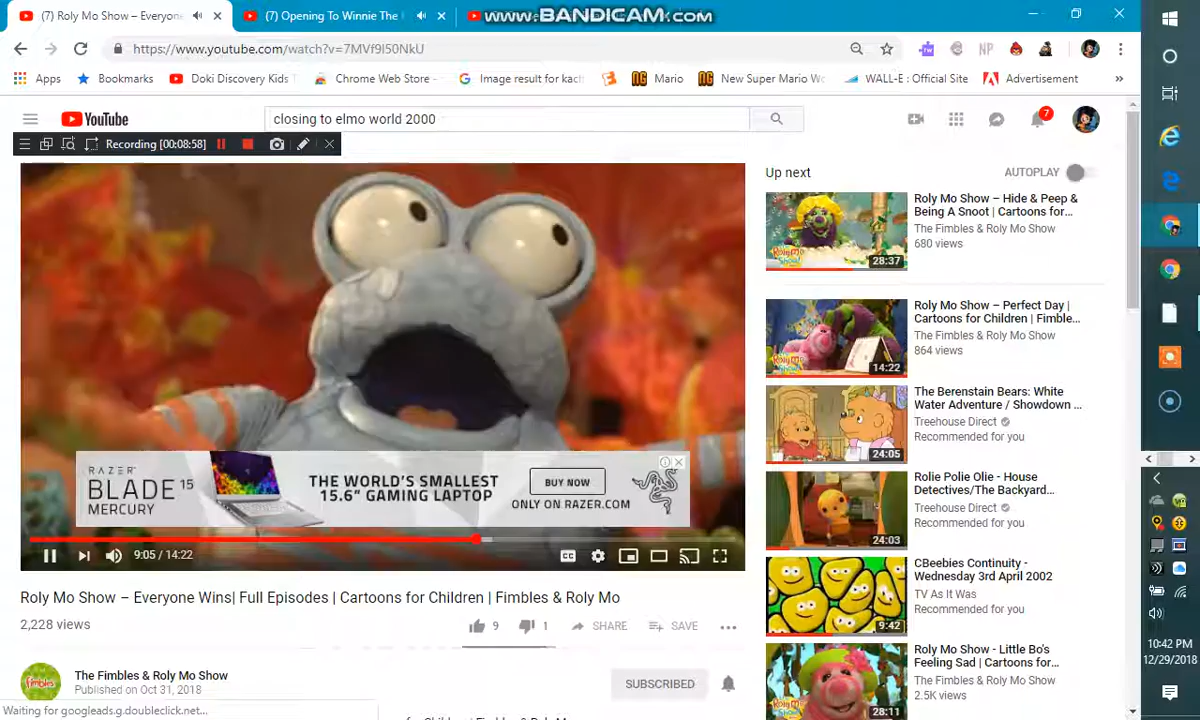 (7) Roly Mo Show – Everyone
(7) Opening To Winnie The
www.BANDICAM.com
https://www.youtube.com/watch?v=7MVf9I50NkU
Apps
Bookmarks
Doki Discovery Kids
Chrome Web Store -
Image result for kac
Mario
New Super Mario Wo
WALL-E : Official Site
Advertisement
»
YouTube
closing to elmo world 2000
7
Recording [00:08:58]
Up next
AUTOPLAY
Roly Mo Show – Hide & Peep &
Being A Snoot | Cartoons for...
The Fimbles & Roly Mo Show
680 views
28:37
Roly Mo Show – Perfect Day |
Cartoons for Children | Fimble...
The Fimbles & Roly Mo Show
864 views
14:22
The Berenstain Bears: White
Water Adventure / Showdown ...
Treehouse Direct
Recommended for you
24:05
Rolie Polie Olie - House
Detectives/The Backyard...
Treehouse Direct
Recommended for you
24:03
CBeebies Continuity -
Wednesday 3rd April 2002
TV As It Was
Recommended for you
9:42
Roly Mo Show - Little Bo's
Feeling Sad | Cartoons for...
The Fimbles & Roly Mo Show
2.5K views
28:11
RAZER
BLADE 15
MERCURY
THE WORLD'S SMALLEST
15.6" GAMING LAPTOP
BUY NOW
ONLY ON RAZER.COM
9:05 / 14:22
CC
Roly Mo Show – Everyone Wins| Full Episodes | Cartoons for Children | Fimbles & Roly Mo
2,228 views
9
1
SHARE
SAVE
The Fimbles & Roly Mo Show
Published on Oct 31, 2018
SUBSCRIBED
Waiting for googleads.g.doubleclick.net...
10:42 PM
12/29/2018